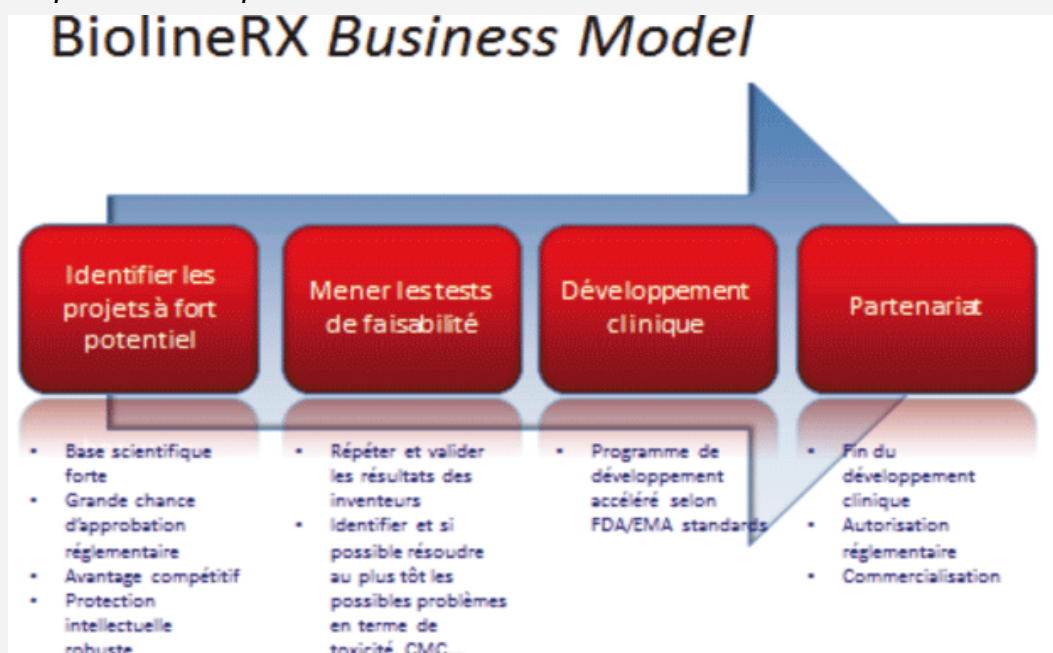 BiolineRX Business Model
Identifier les
projets à fort
potentiel
Mener les tests
de faisabilité
Développement
clinique
Partenariat
• Base scientifique
forte
• Grande chance
d'approbation
réglementaire
• Avantage compétitif
• Protection
intellectuelle
robuste
• Répéter et valider
les résultats des
inventeurs
• Identifier et si
possible résoudre
au plus tôt les
possibles problèmes
en terme de
toxicité, CMC...
• Programme de
développement
accéléré selon
FDA/EMA standards
• Fin du
développement
clinique
• Autorisation
réglementaire
• Commercialisation